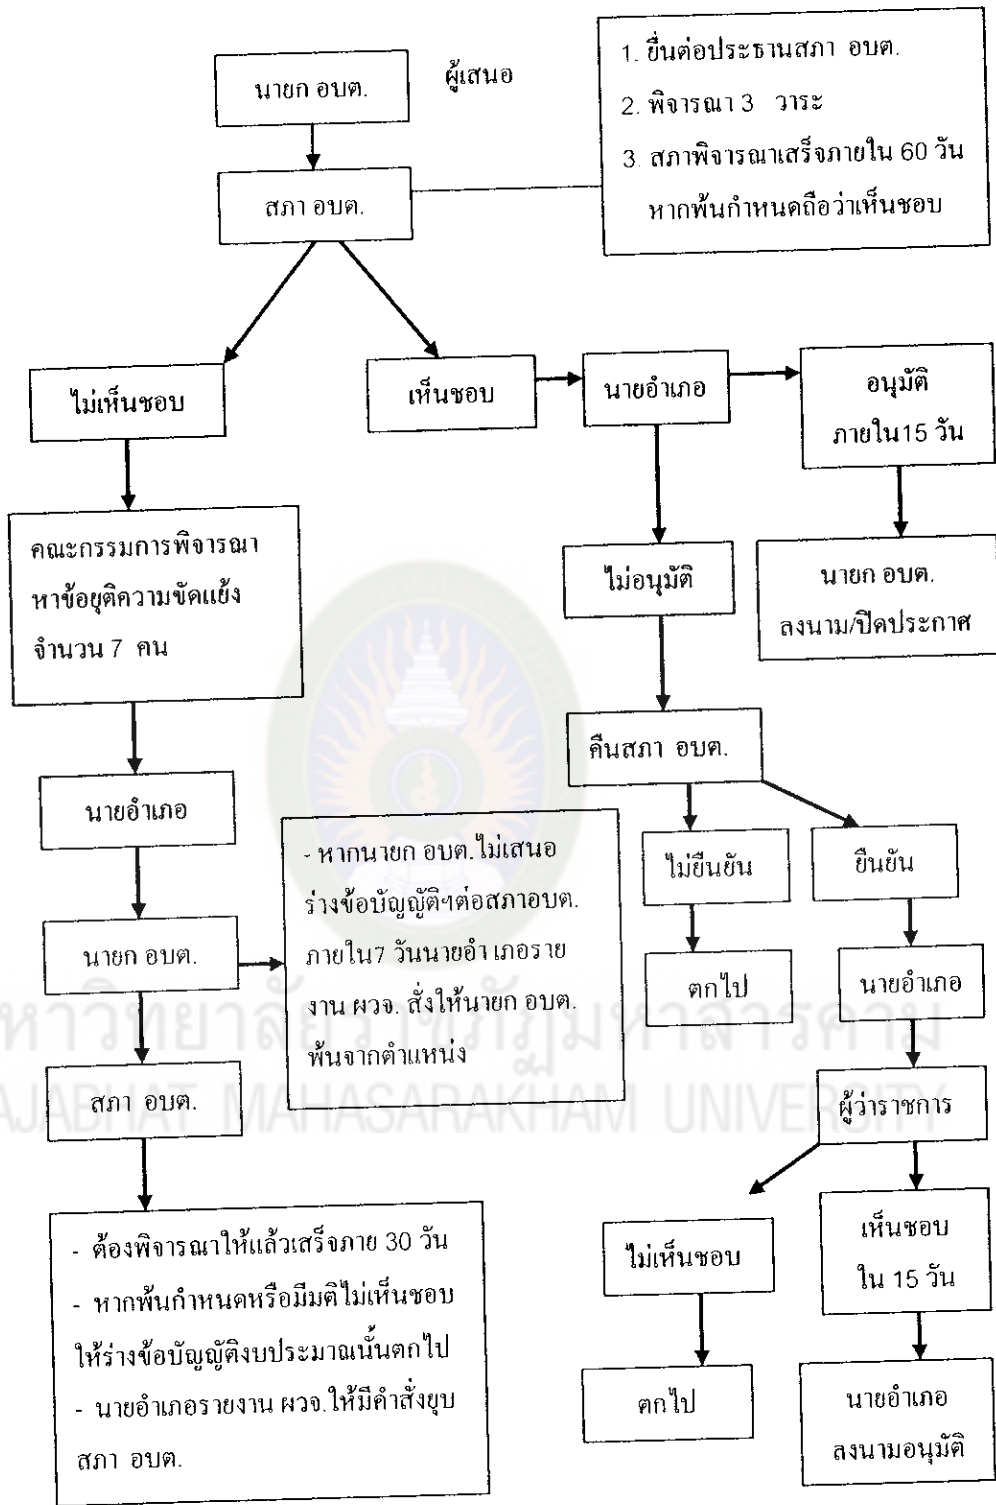 นายก อบต.
ผู้เสนอ
1. ยื่นต่อประธานสภา อบต.
2. พิจารณา 3 วาระ
3. สภาพิจารณาเสร็จภายใน 60 วัน
หากพ้นกำหนดถือว่าเห็นชอบ
สภา อบต.
ไม่เห็นชอบ
เห็นชอบ
นายอำเภอ
อนุมัติ
ภายใน15 วัน
คณะกรรมการพิจารณา
หาข้อยุติความขัดแย้ง
จำนวน 7 คน
ไม่อนุมัติ
นายก อบต.
ลงนาม/ปิดประกาศ
คืนสภา อบต.
นายอำเภอ
- หากนายก อบต.ไม่เสนอ
ร่างข้อบัญญัติฯต่อสภาอบต.
ภายใน7 วันนายอำเภอราย
งาน ผวจ. สั่งให้นายก อบต.
พ้นจากตำแหน่ง
ไม่ยืนยัน
ยืนยัน
นายก อบต.
ตกไป
นายอำเภอ
สภา อบต.
ผู้ว่าราชการ
- ต้องพิจารณาให้แล้วเสร็จภาย 30 วัน
- หากพ้นกำหนดหรือมีมติไม่เห็นชอบ
ให้ร่างข้อบัญญัติงบประมาณนั้นตกไป
- นายอำเภอรายงาน ผวจ.ให้มีคำสั่งยุบ
สภา อบต.
ไม่เห็นชอบ
เห็นชอบ
ใน 15 วัน
ตกไป
นายอำเภอ
ลงนามอนุมัติ
MAHASARAKHAM UNIVERSITY